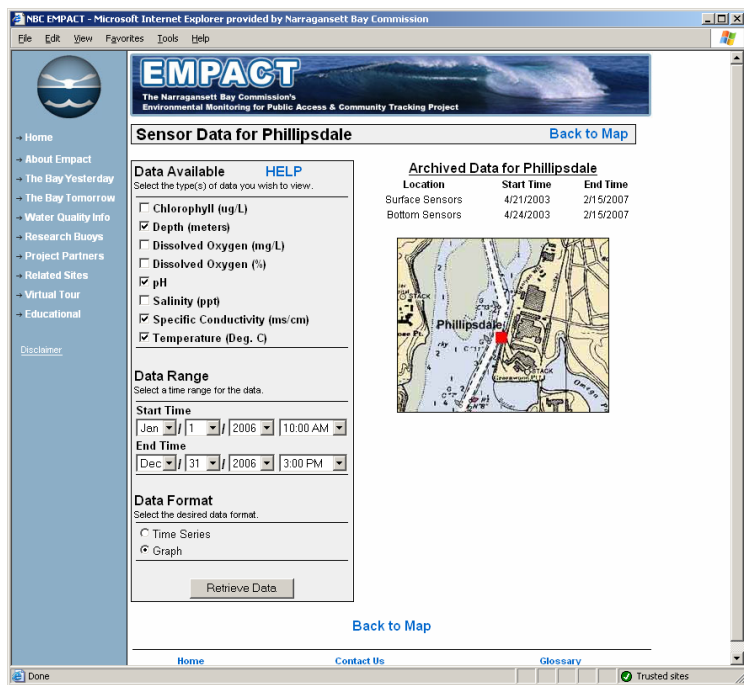 NBC EMPACT - Microsoft Internet Explorer provided by Narragansett Bay Commission
File Edit View Favorites Tools Help
EMPACT
The Narragansett Bay Commission's
Environmental Monitoring for Public Access & Community Tracking Project
Home
About Empact
The Bay Yesterday
The Bay Tomorrow
Water Quality Info
Research Buoys
Project Partners
Related Sites
Virtual Tour
Educational
Disclaimer
Sensor Data for Phillipsdale Back to Map
Data Available HELP
Select the type(s) of data you wish to view.
Chlorophyll (ug/L)
Depth (meters)
Dissolved Oxygen (mg/L)
Dissolved Oxygen (%)
pH
Salinity (ppt)
Specific Conductivity (ms/cm)
Temperature (Deg. C)
Data Range
Select a time range for the data.
Start Time
Jan / 1 / 2006 10:00 AM
End Time
Dec / 31 / 2006 3:00 PM
Data Format
Select the desired data format.
Time Series
Graph
Retrieve Data
Archived Data for Phillipsdale
Location Start Time End Time
Surface Sensors 4/21/2003 2/15/2007
Bottom Sensors 4/24/2003 2/15/2007
STACK
Phillipsdale
STACK
Omega
Back to Map
Home Contact Us Glossary
Done Trusted sites